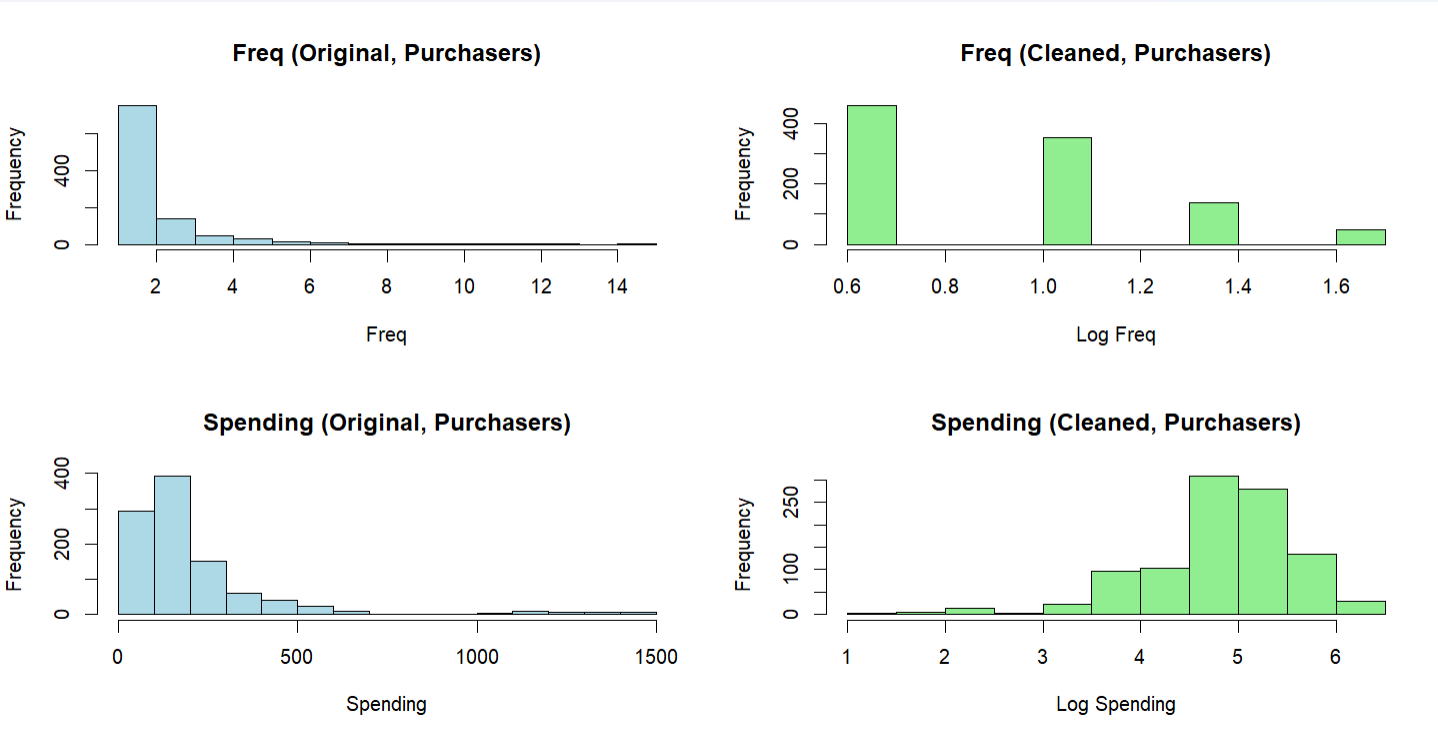 Freq (Original, Purchasers)
Frequency
0
400
2
4
6
8
10
12
14
Freq
Freq (Cleaned, Purchasers)
Frequency
0
200
400
0.6
0.8
1.0
1.2
1.4
1.6
Log Freq
Spending (Original, Purchasers)
Frequency
0
200
400
0
500
1000
1500
Spending
Spending (Cleaned, Purchasers)
Frequency
0
100
250
1
2
3
4
5
6
Log Spending